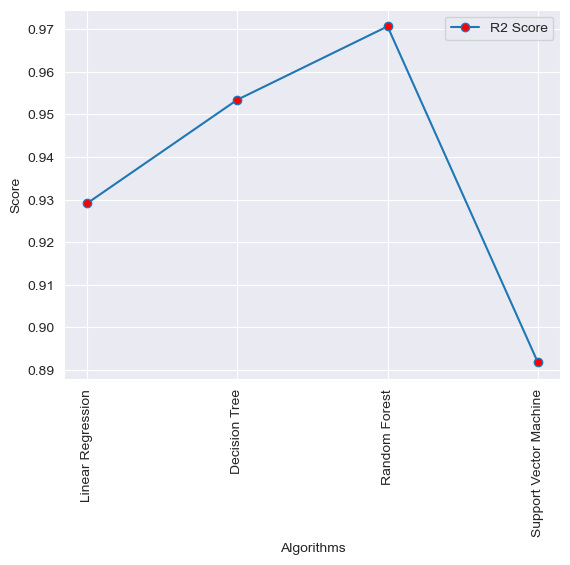 R2 Score
Score
0.97
0.96
0.95
0.94
0.93
0.92
0.91
0.90
0.89
Linear Regression
Decision Tree
Random Forest
Support Vector Machine
Algorithms